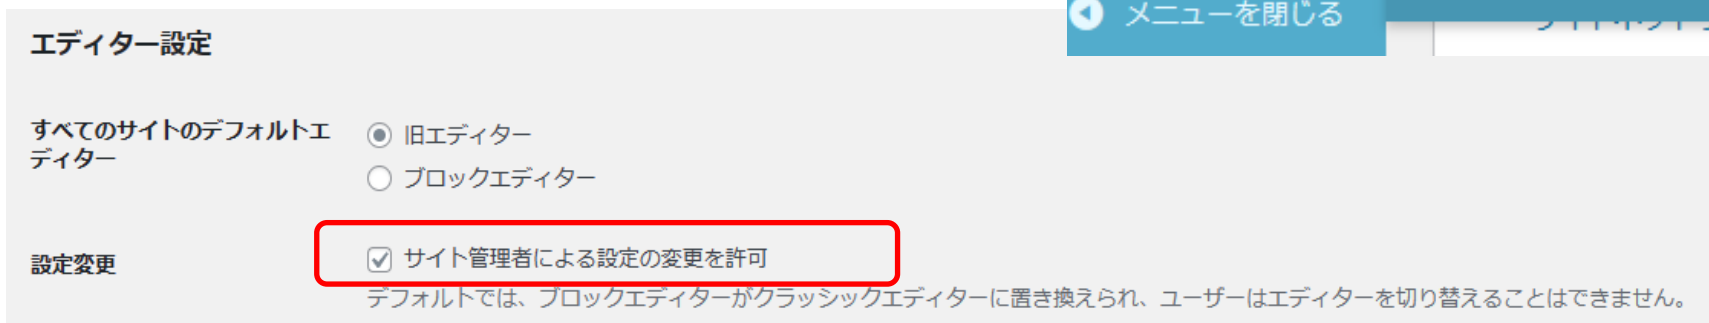 メニューを閉じる
エディター設定
すべてのサイトのデフォルトエ
ディター
旧エディター
ブロックエディター
設定変更
サイト管理者による設定の変更を許可
デフォルトでは、ブロックエディターがクラッシックエディターに置き換えられ、ユーザーはエディターを切り替えることはできません。